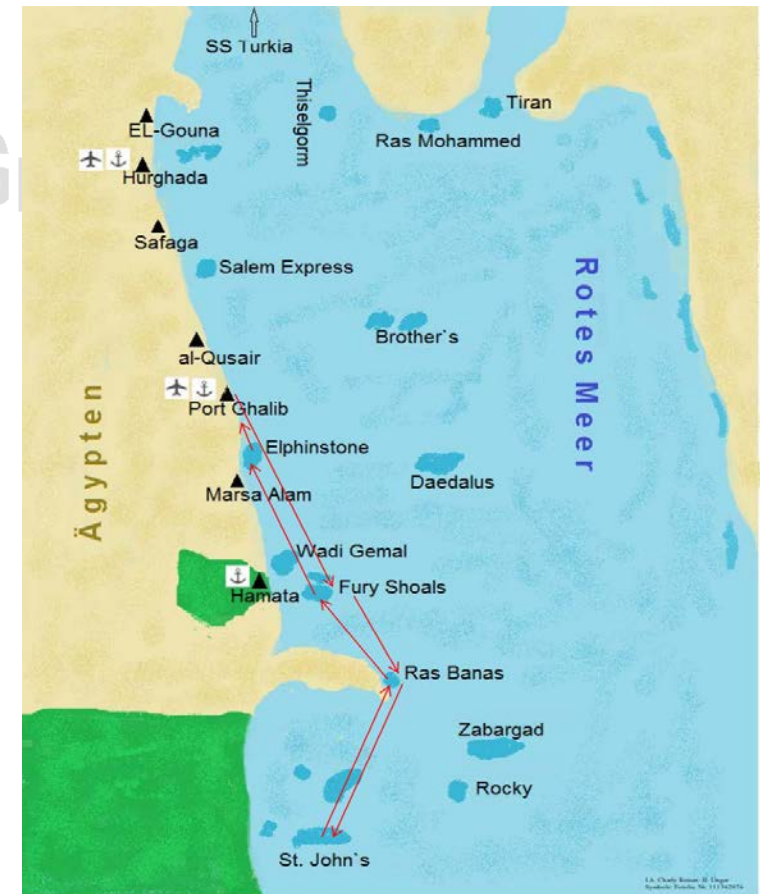 SS Turkia
Thiselgorm
Tiran
EL-Gouna
Ras Mohammed
Hurghada
Safaga
Salem Express
Rotes Meer
Brother`s
al-Qusair
Port Ghalib
Ägypten
Elphinstone
Daedalus
Marsa Alam
Wadi Gemal
Fury Shoals
Hamata
Ras Banas
Zabargad
Rocky
St. John`s